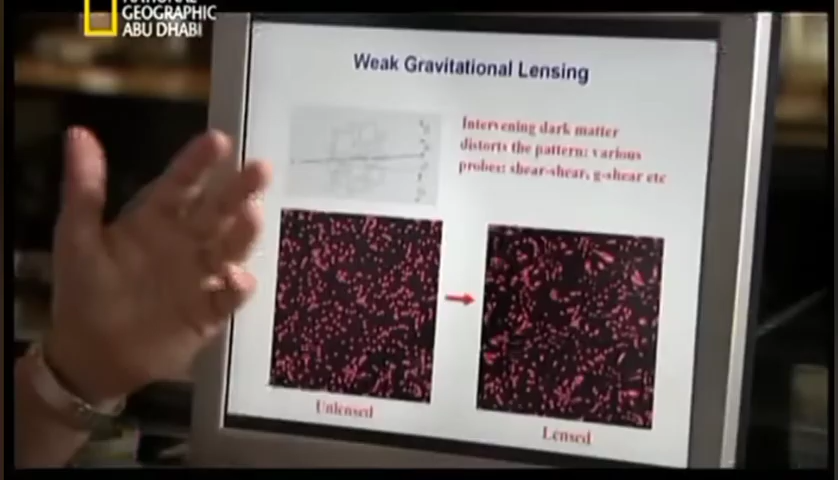 NATIONAL
GEOGRAPHIC
ABU DHABI
Weak Gravitational Lensing
Intervening dark matter
distorts the pattern: various
probes: shear-shear, g-shear etc
Unlensed
Lensed